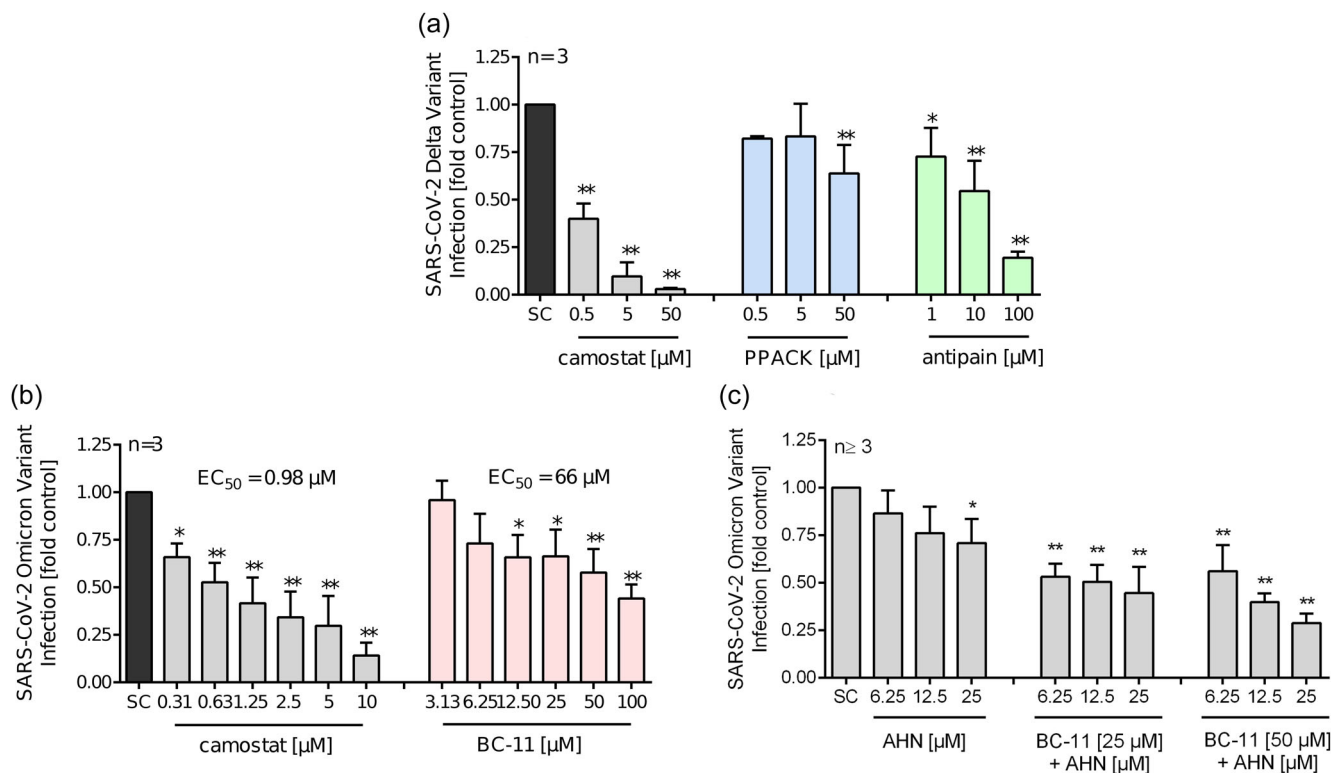 (a)
n=3
SARS-CoV-2 Delta Variant
Infection [fold control]
1.25
1.00
0.75
0.50
0.25
0.00
** ** ** ** * ** **
SC 0.5 5 50 0.5 5 50 1 10 100
camostat [μM] PPACK [μM] antipain [μM]
(b)
n=3
SARS-CoV-2 Omicron Variant
Infection [fold control]
1.25
1.00
0.75
0.50
0.25
0.00
EC50 = 0.98 μM EC50 = 66 μM
* ** ** ** ** ** * * ** **
SC 0.31 0.63 1.25 2.5 5 10 3.13 6.25 12.50 25 50 100
camostat [μM] BC-11 [μM]
(c)
n≥ 3
SARS-CoV-2 Omicron Variant
Infection [fold control]
1.25
1.00
0.75
0.50
0.25
0.00
* ** ** ** ** ** **
SC 6.25 12.5 25 6.25 12.5 25 6.25 12.5 25
AHN [μM] BC-11 [25 μM] BC-11 [50 μM]
+ AHN [μM] + AHN [μM]